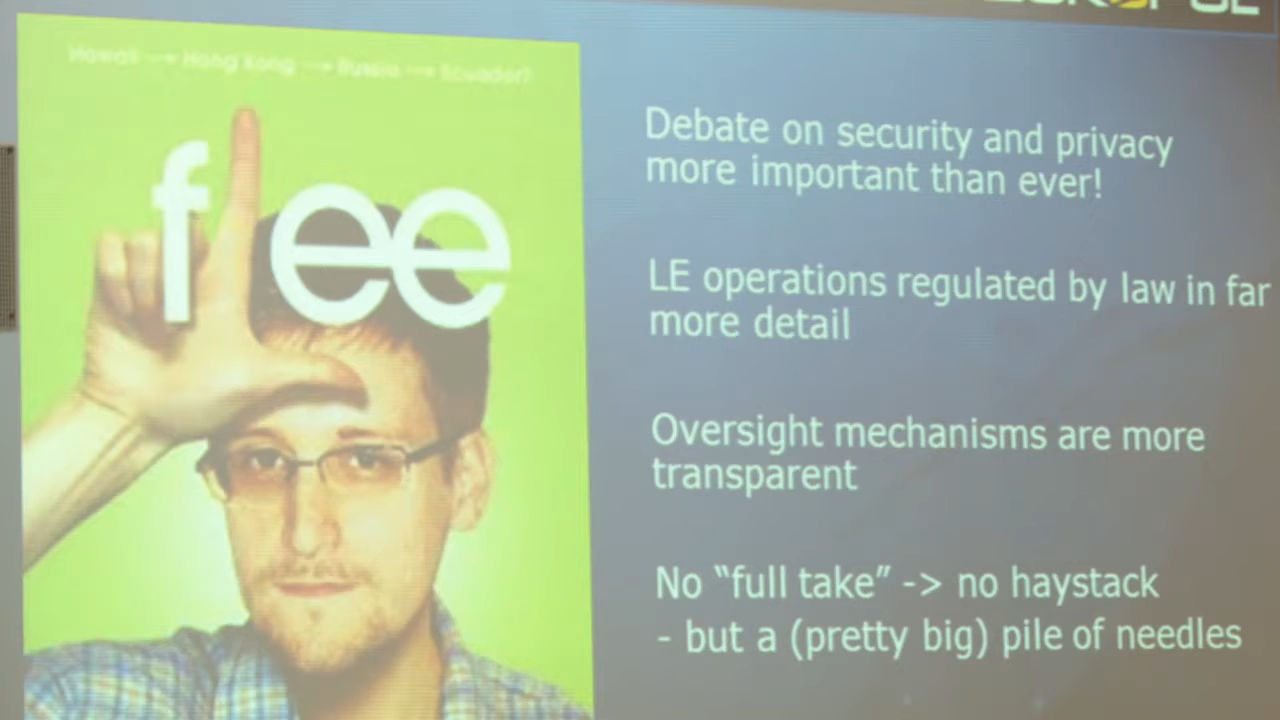 Hawaii → Hong Kong → Russia → Ecuador?
f ee
Debate on security and privacy
more important than ever!
LE operations regulated by law in far
more detail
Oversight mechanisms are more
transparent
No “full take” -> no haystack
- but a (pretty big) pile of needles